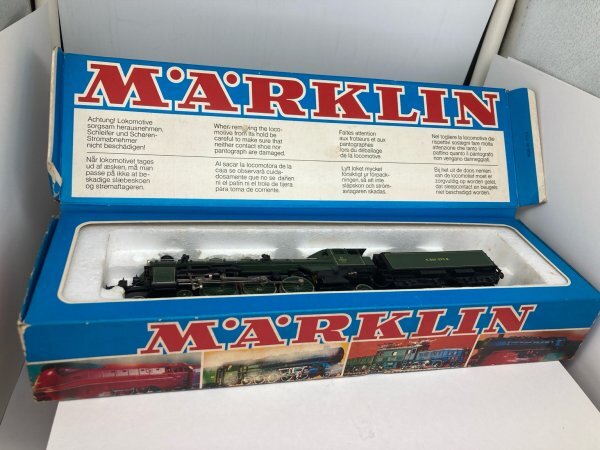 MÄRKLIN
Achtung! Lokomotive
sorgsam herausnehmen,
Schleifer und Scheren-
Stromabnehmer
nicht beschädigen!
When removing the loco-
motive from its hold be
careful to make sure that
neither contact shoe nor
pantograph are damaged.
Faites attention
aux frotteurs et aux
pantographes
lors du déballage
de la locomotive.
Nel togliere la locomotiva dai
rispettivi sostegni fare molta
attenzione che tanto il
pattino quanto il pantografo
non vengano danneggiati.
Når lokomotivet tages
ud af æsken, må man
passe på ikke at be-
skadige slæbeskoen
og strømaftageren.
Al sacar la locomotora de la
caja se observará cuida-
dosamente que no se dañen
ni el patín ni el trole de tijera
para toma de corriente.
Lyft loket mycket
försiktigt ur förpack-
ningen, så att inte
släpskon och ström-
avtagaren skadas.
Bij het uit de doos nemen
van de locomotief moet er
zorgvuldig op worden gelet,
dat sleepcontact en beugels
niet beschadigd worden.
MÄRKLIN